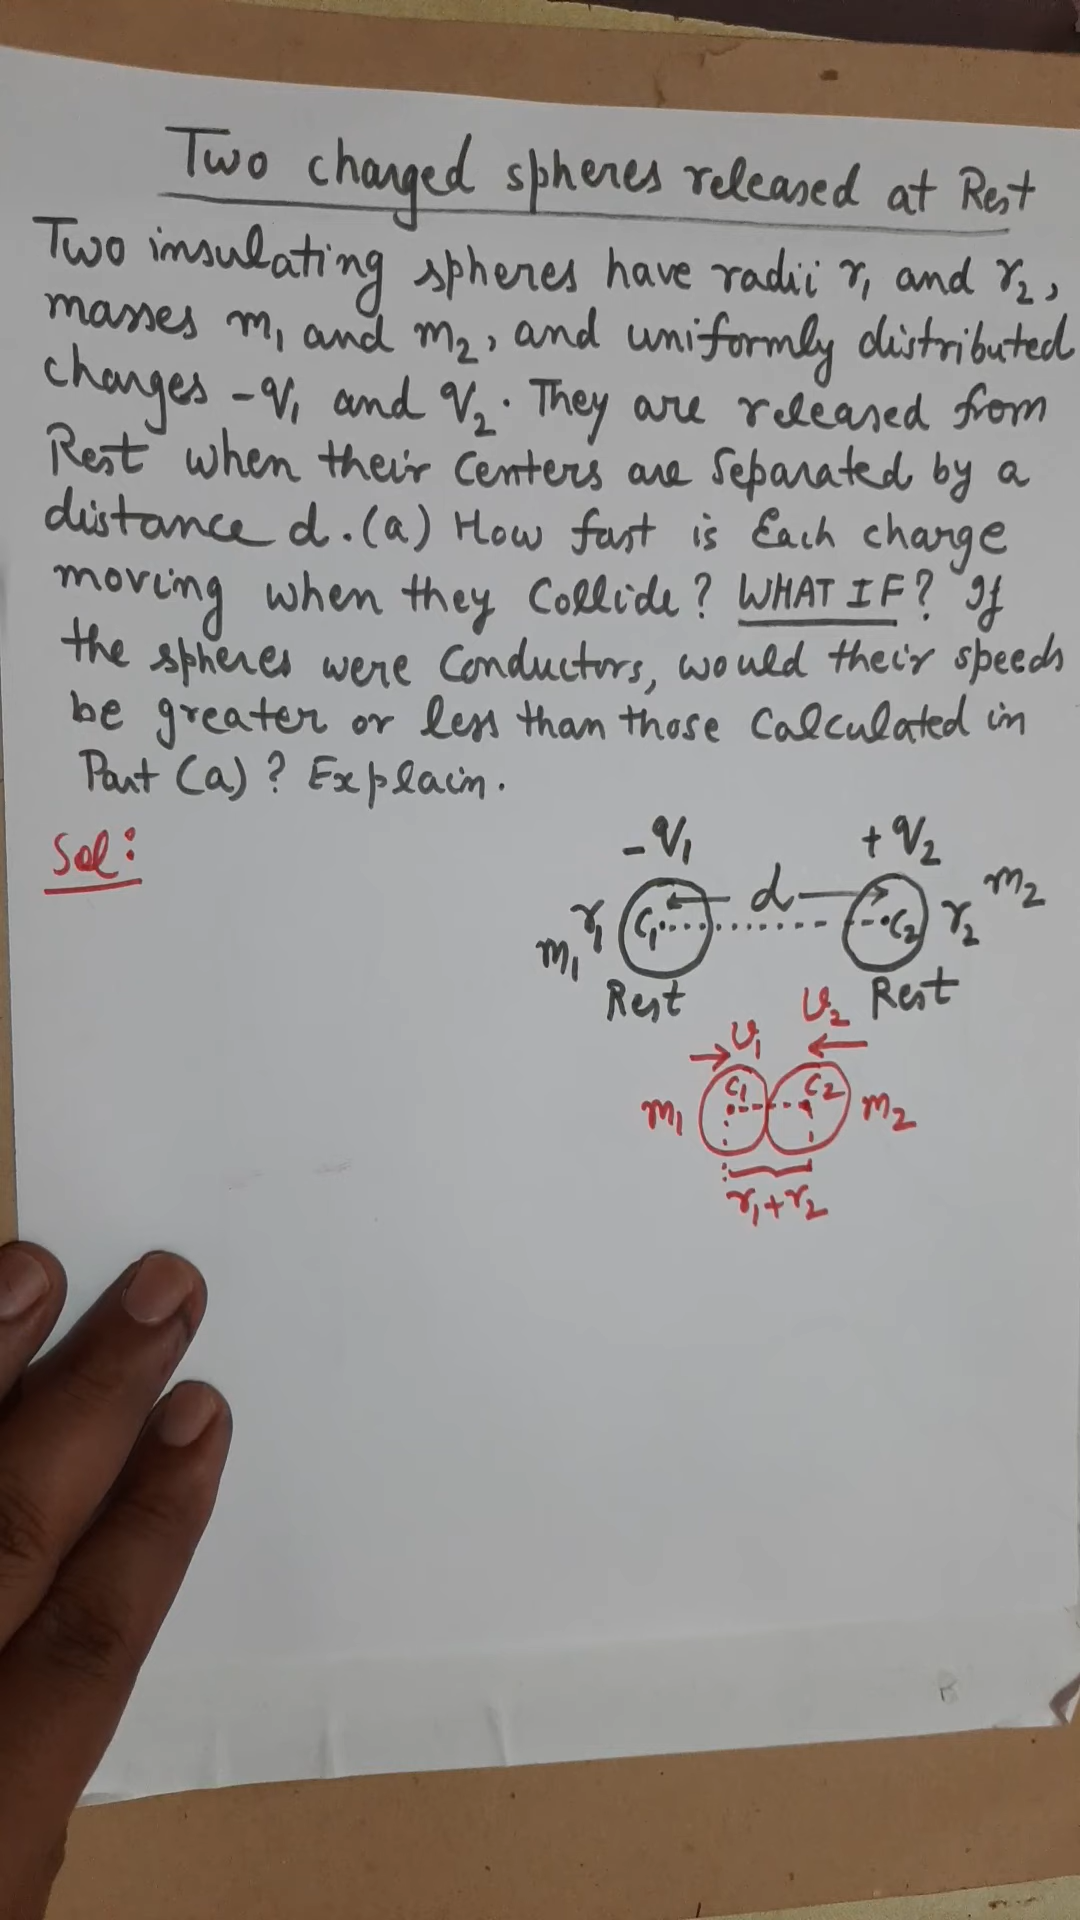 Two charged spheres released at Rest
Two insulating spheres have radii r₁ and r₂,
masses m₁ and m₂, and uniformly distributed
charges -q₁ and q₂. They are released from
Rest when their Centers are Separated by a
distance d. (a) How fast is Each charge
moving when they Collide? WHAT IF? If
the spheres were Conductors, would their speeds
be greater or less than those Calculated in
Part (a)? Explain.
Sol:
-q₁ +q₂
d m₂
r₁ C₁ C₂ r₂
m₁
Rest Rest
v₁ v₂
m₁ C₁ C₂ m₂
r₁+r₂